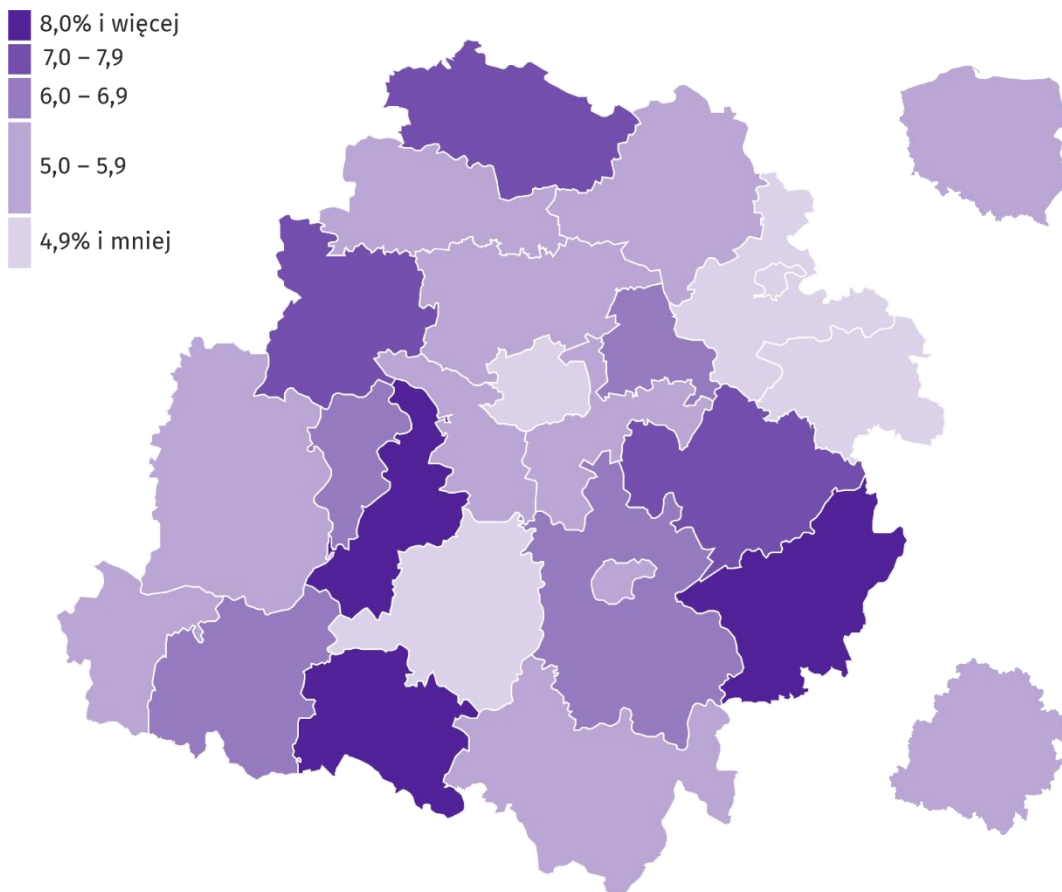 8,0% i więcej
7,0 – 7,9
6,0 – 6,9
5,0 – 5,9
4,9% i mniej